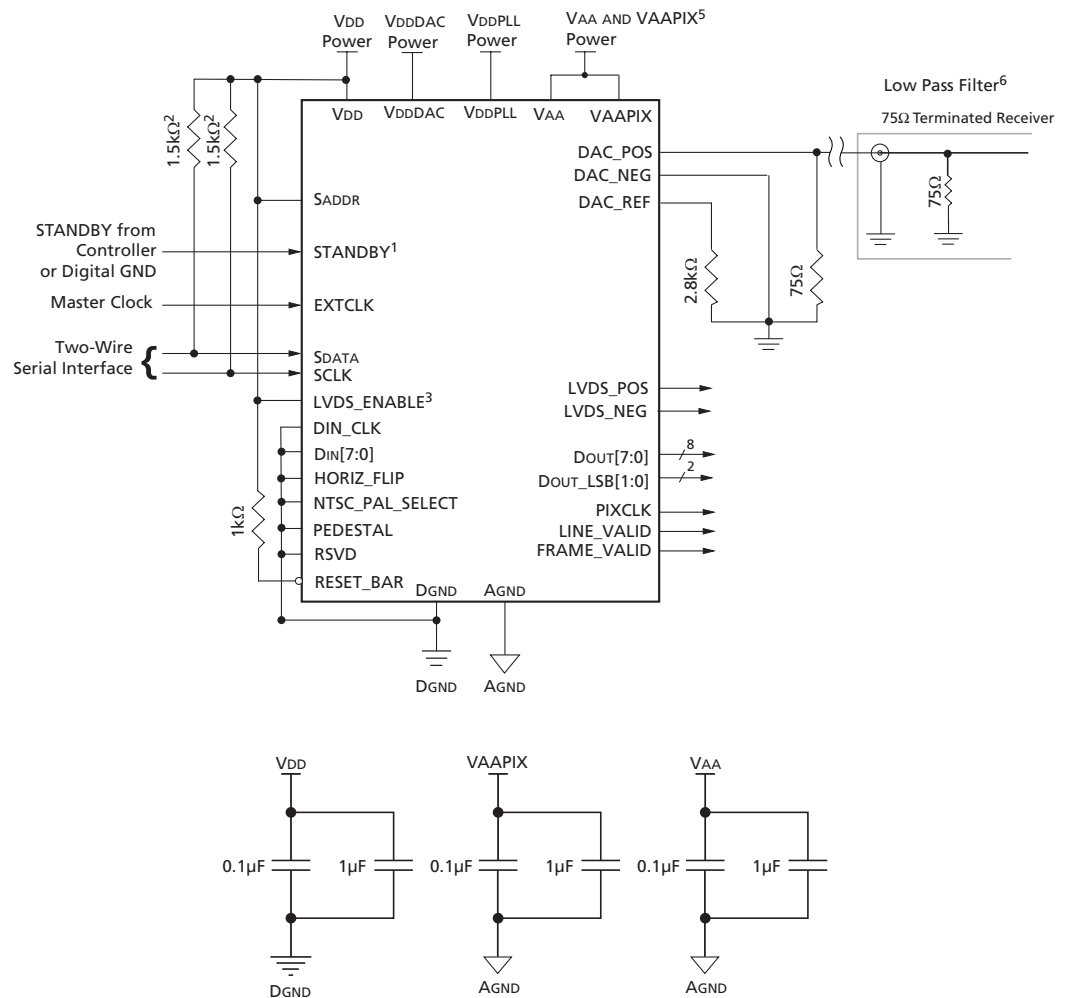 VDD
Power
VDDDAC
Power
VDDPLL
Power
VAA AND VAAPIX5
Power
VDD
VDDDAC
VDDPLL
VAA
VAAPIX
Low Pass Filter6
75Ω Terminated Receiver
1.5kΩ2
1.5kΩ2
SADDR
STANDBY from
Controller
or Digital GND
STANDBY1
Master Clock
EXTCLK
Two-Wire
Serial Interface
{
SDATA
SCLK
LVDS_ENABLE3
DIN_CLK
DIN[7:0]
HORIZ_FLIP
NTSC_PAL_SELECT
PEDESTAL
RSVD
RESET_BAR
1kΩ
DAC_POS
DAC_NEG
DAC_REF
2.8kΩ
75Ω
75Ω
LVDS_POS
LVDS_NEG
DOUT[7:0]
8
DOUT_LSB[1:0]
2
PIXCLK
LINE_VALID
FRAME_VALID
DGND
AGND
DGND
AGND
VDD
0.1µF
1µF
DGND
VAAPIX
0.1µF
1µF
AGND
VAA
0.1µF
1µF
AGND